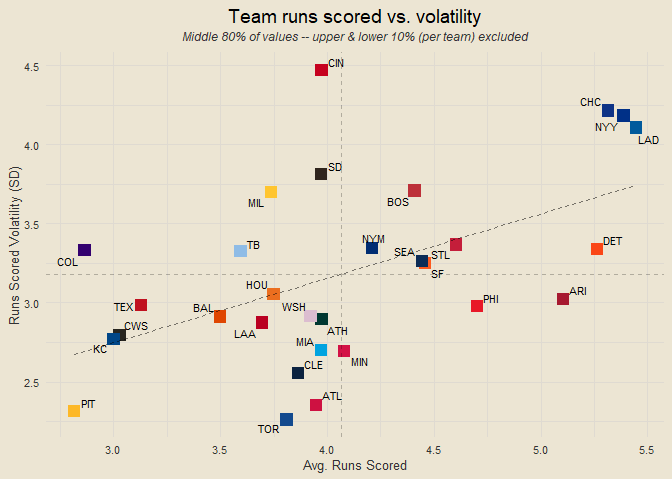 Team runs scored vs. volatility
Middle 80% of values -- upper & lower 10% (per team) excluded
4.5
CIN
CHC
NYY
4.0
LAD
SD
BOS
3.5
MIL
NYM
DET
TB
SEA
STL
COL
SF
HOU
3.0
TEX
BAL
WSH
PHI
ARI
CWS
LAA
ATH
KC
MIA
MIN
CLE
2.5
PIT
ATL
TOR
3.0
3.5
4.0
4.5
5.0
5.5
Avg. Runs Scored
Runs Scored Volatility (SD)